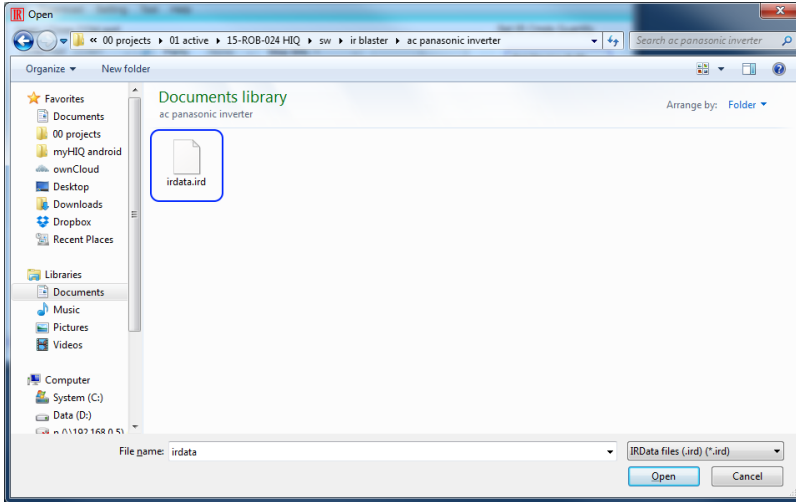 IR Open
« 00 projects ▸ 01 active ▸ 15-ROB-024 HIQ ▸ sw ▸ ir blaster ▸ ac panasonic inverter
Search ac panasonic inverter
Organize New folder
Favorites
Documents
00 projects
myHIQ android
ownCloud
Desktop
Downloads
Dropbox
Recent Places
Libraries
Documents
Music
Pictures
Videos
Computer
System (C:)
Data (D:)
Documents library
ac panasonic inverter
Arrange by: Folder
irdata.ird
File name: irdata
IRData files (.ird) (*.ird)
Open Cancel